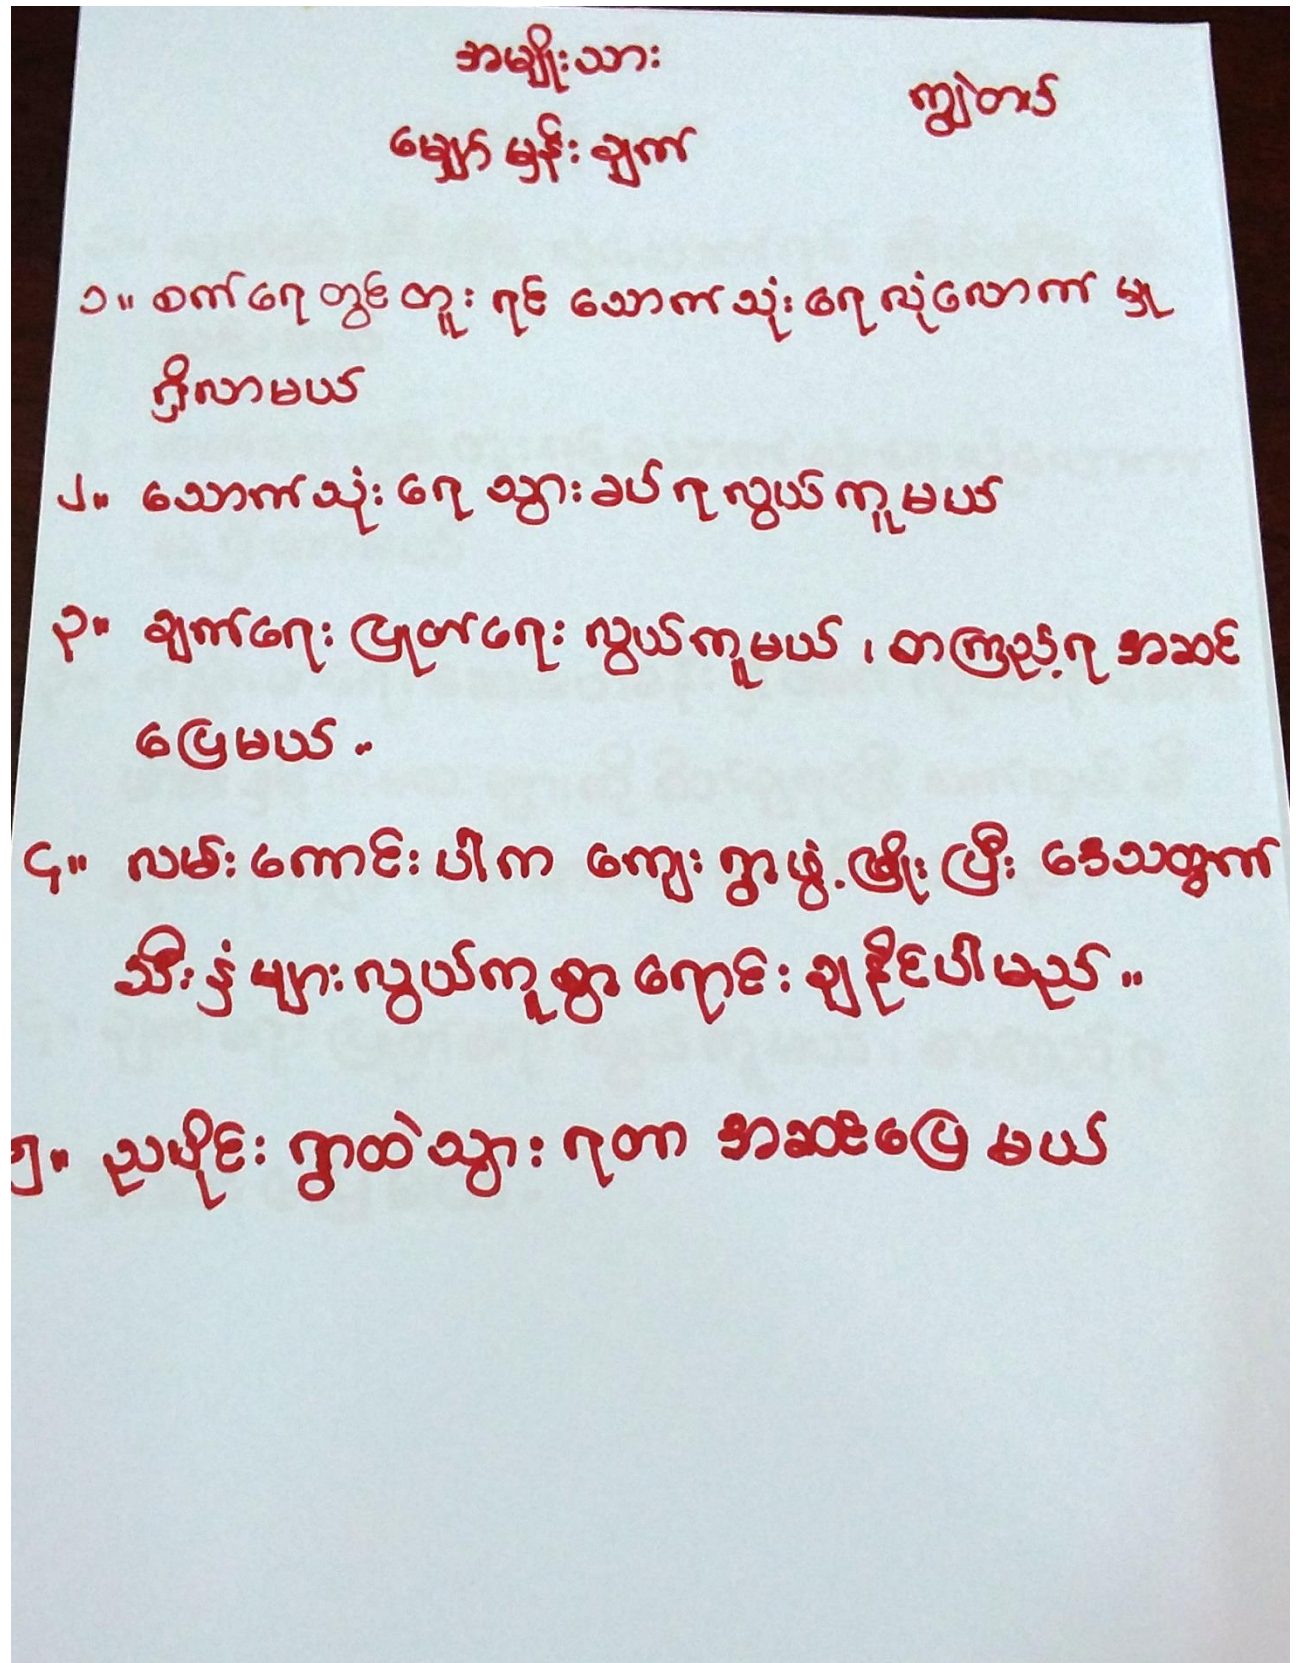 အမျိုးသား
ကျွဲတပ်
မျှော်မှန်းချက်
၁။ စက်ရေတွင်းတူးရင် သောက်သုံးရေလုံလောက်မှု
ရှိလာမယ်
၂။ သောက်သုံးရေ သွားခပ်ရလွယ်ကူမယ်
၃။ ချက်ရေးပြုတ်ရေး လွယ်ကူမယ်၊ တကြည့်ရအဆင်
ပြေမယ်။
၄။ လမ်းကောင်းပါက ကျေးရွာဖွံ့ဖြိုးပြီး ဒေသထွက်
သီးနှံများလွယ်ကူစွာရောင်းချနိုင်ပါမည်။
၅။ ညပိုင်းရွာထဲသွားရတာ အဆင်ပြေမယ်